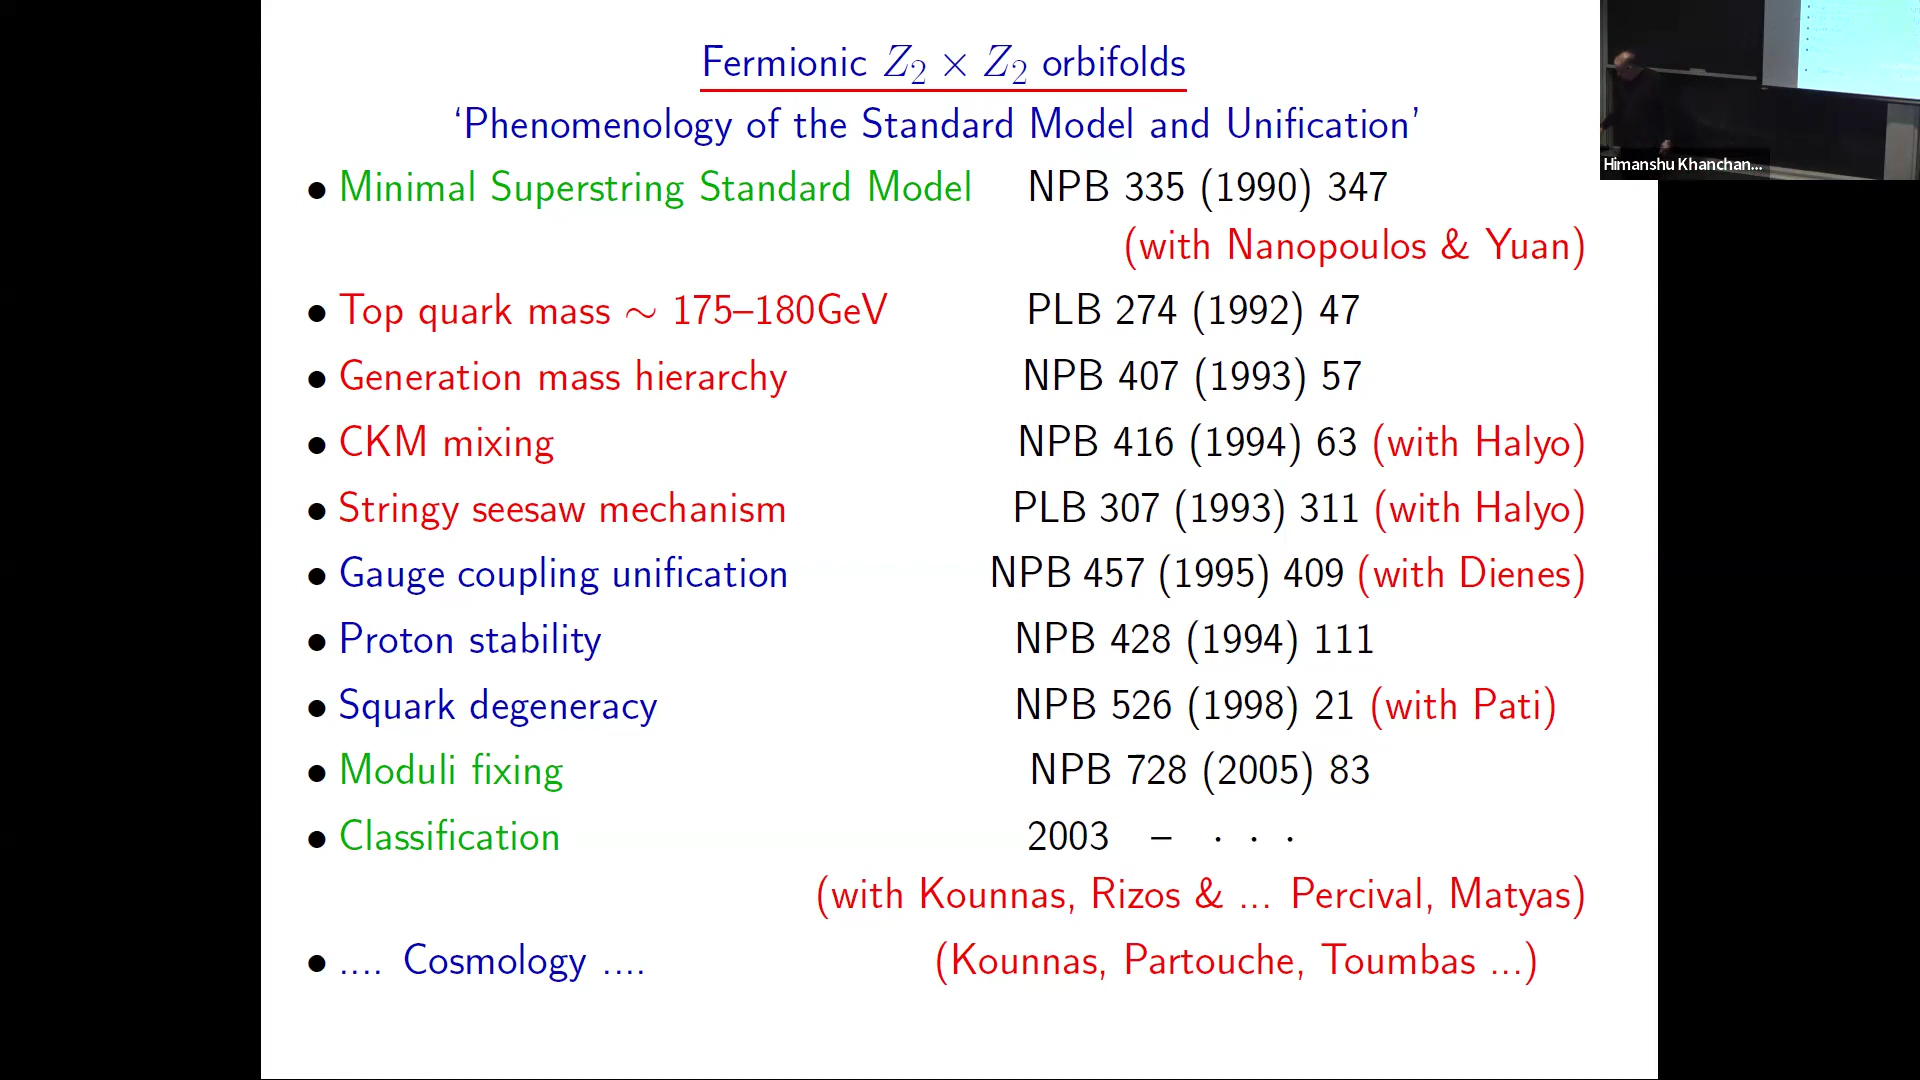 Fermionic Z₂ × Z₂ orbifolds
‘Phenomenology of the Standard Model and Unification’
• Minimal Superstring Standard Model NPB 335 (1990) 347
(with Nanopoulos & Yuan)
• Top quark mass ∼ 175–180GeV PLB 274 (1992) 47
• Generation mass hierarchy NPB 407 (1993) 57
• CKM mixing NPB 416 (1994) 63 (with Halyo)
• Stringy seesaw mechanism PLB 307 (1993) 311 (with Halyo)
• Gauge coupling unification NPB 457 (1995) 409 (with Dienes)
• Proton stability NPB 428 (1994) 111
• Squark degeneracy NPB 526 (1998) 21 (with Pati)
• Moduli fixing NPB 728 (2005) 83
• Classification 2003 – · · ·
(with Kounnas, Rizos & ... Percival, Matyas)
• .... Cosmology .... (Kounnas, Partouche, Toumbas ...)
Himanshu Khanchan...